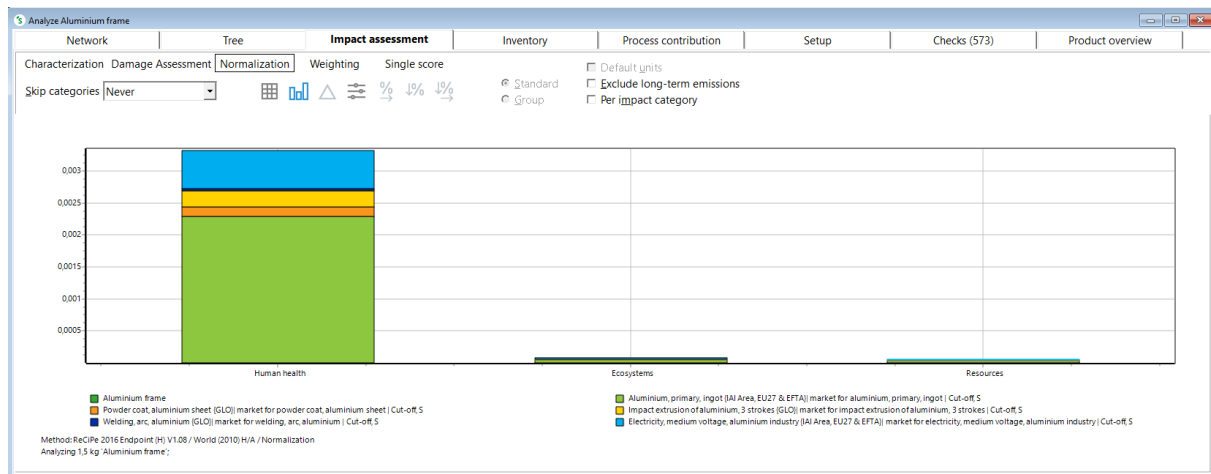 Analyze Aluminium frame
Network Tree Impact assessment Inventory Process contribution Setup Checks (573) Product overview
Characterization Damage Assessment Normalization Weighting Single score
Default units
Skip categories Never
Standard
Exclude long-term emissions
Group
Per impact category
0,003
0,0025
0,002
0,0015
0,001
0,0005
Human health Ecosystems Resources
Aluminium frame
Aluminium, primary, ingot {IAI Area, EU27 & EFTA}| market for aluminium, primary, ingot | Cut-off, S
Powder coat, aluminium sheet {GLO}| market for powder coat, aluminium sheet | Cut-off, S
Impact extrusion of aluminium, 3 strokes {GLO}| market for impact extrusion of aluminium, 3 strokes | Cut-off, S
Welding, arc, aluminium {GLO}| market for welding, arc, aluminium | Cut-off, S
Electricity, medium voltage, aluminium industry {IAI Area, EU27 & EFTA}| market for electricity, medium voltage, aluminium industry | Cut-off, S
Method: ReCiPe 2016 Endpoint (H) V1.08 / World (2010) H/A / Normalization
Analyzing 1,5 kg 'Aluminium frame';